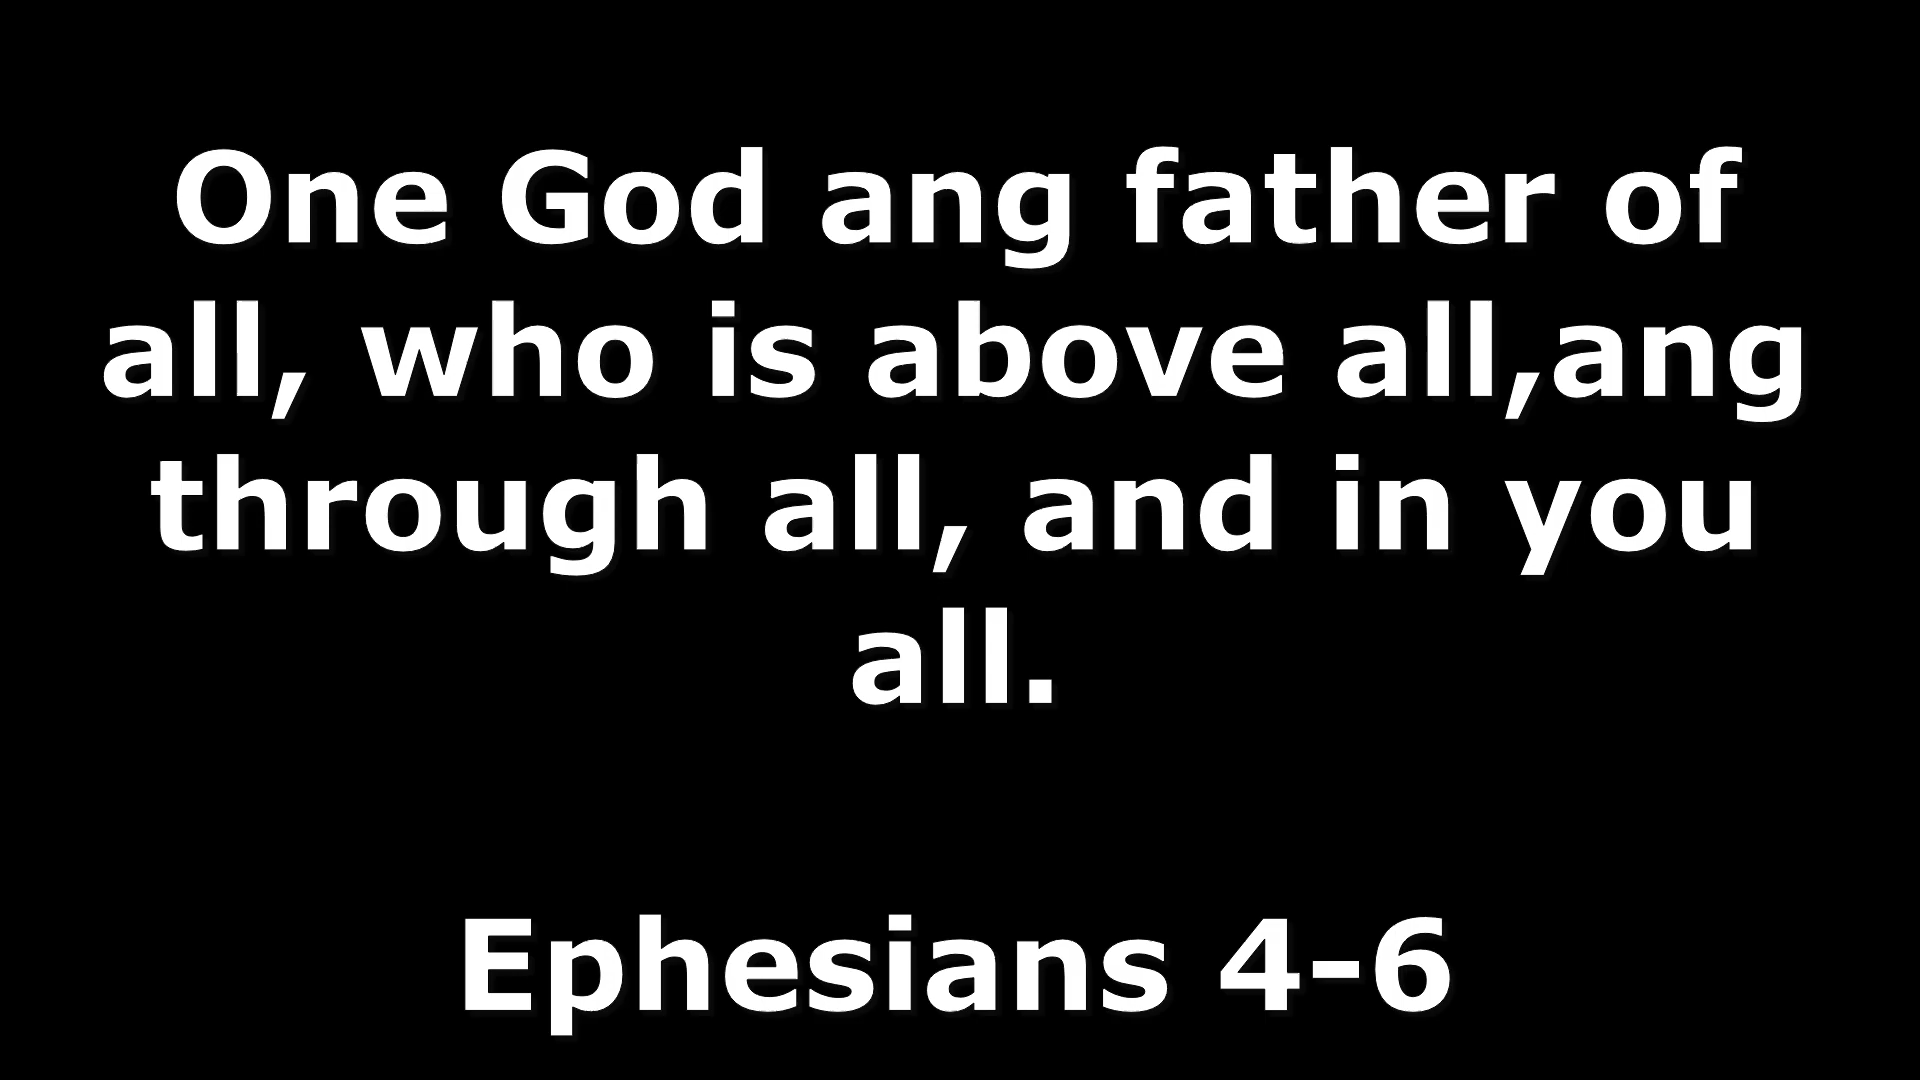 One God ang father of
all, who is above all,ang
through all, and in you
all.
Ephesians 4-6